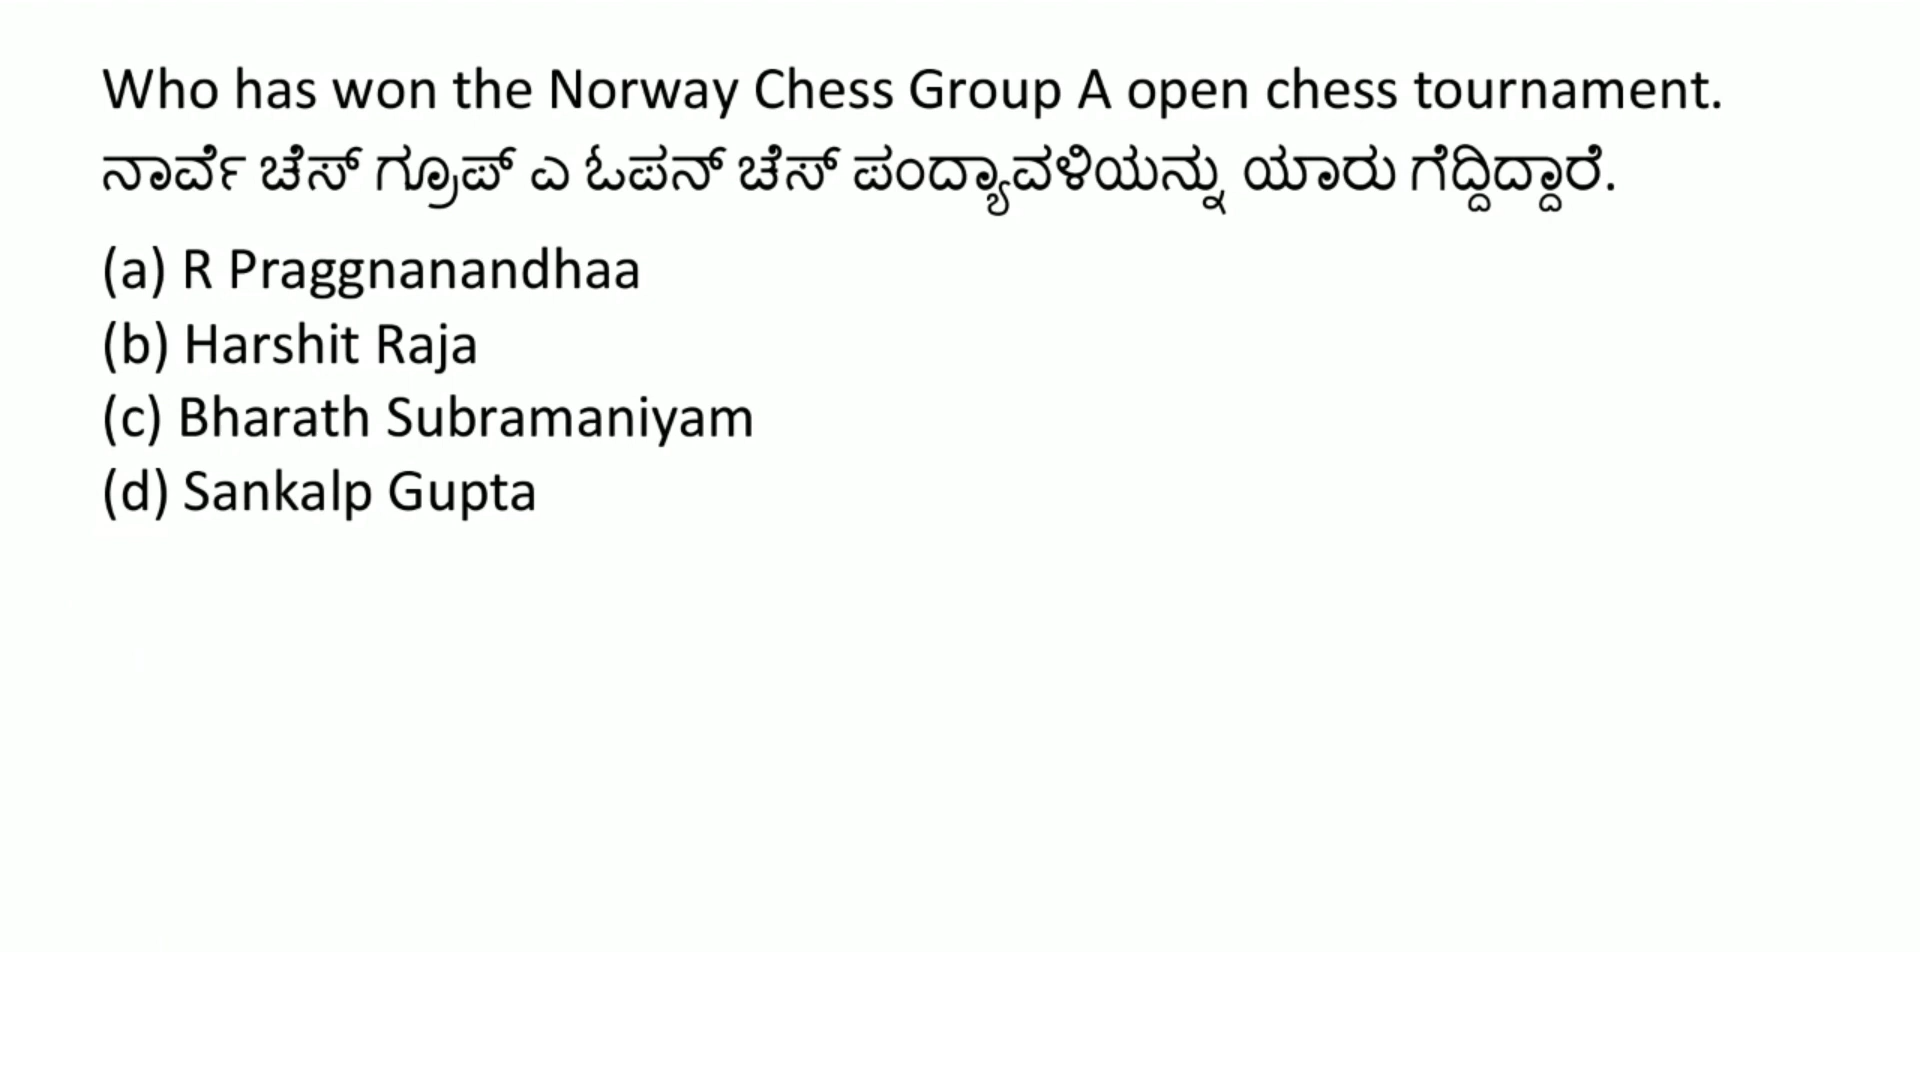 Who has won the Norway Chess Group A open chess tournament.
ನಾರ್ವೆ ಚೆಸ್ ಗ್ರೂಪ್ ಎ ಓಪನ್ ಚೆಸ್ ಪಂದ್ಯಾವಳಿಯನ್ನು ಯಾರು ಗೆದ್ದಿದ್ದಾರೆ.
(a) R Praggnanandhaa
(b) Harshit Raja
(c) Bharath Subramaniyam
(d) Sankalp Gupta